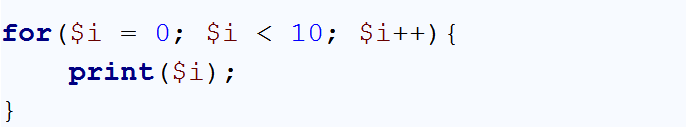 for($i = 0; $i < 10; $i++){
    print($i);
}